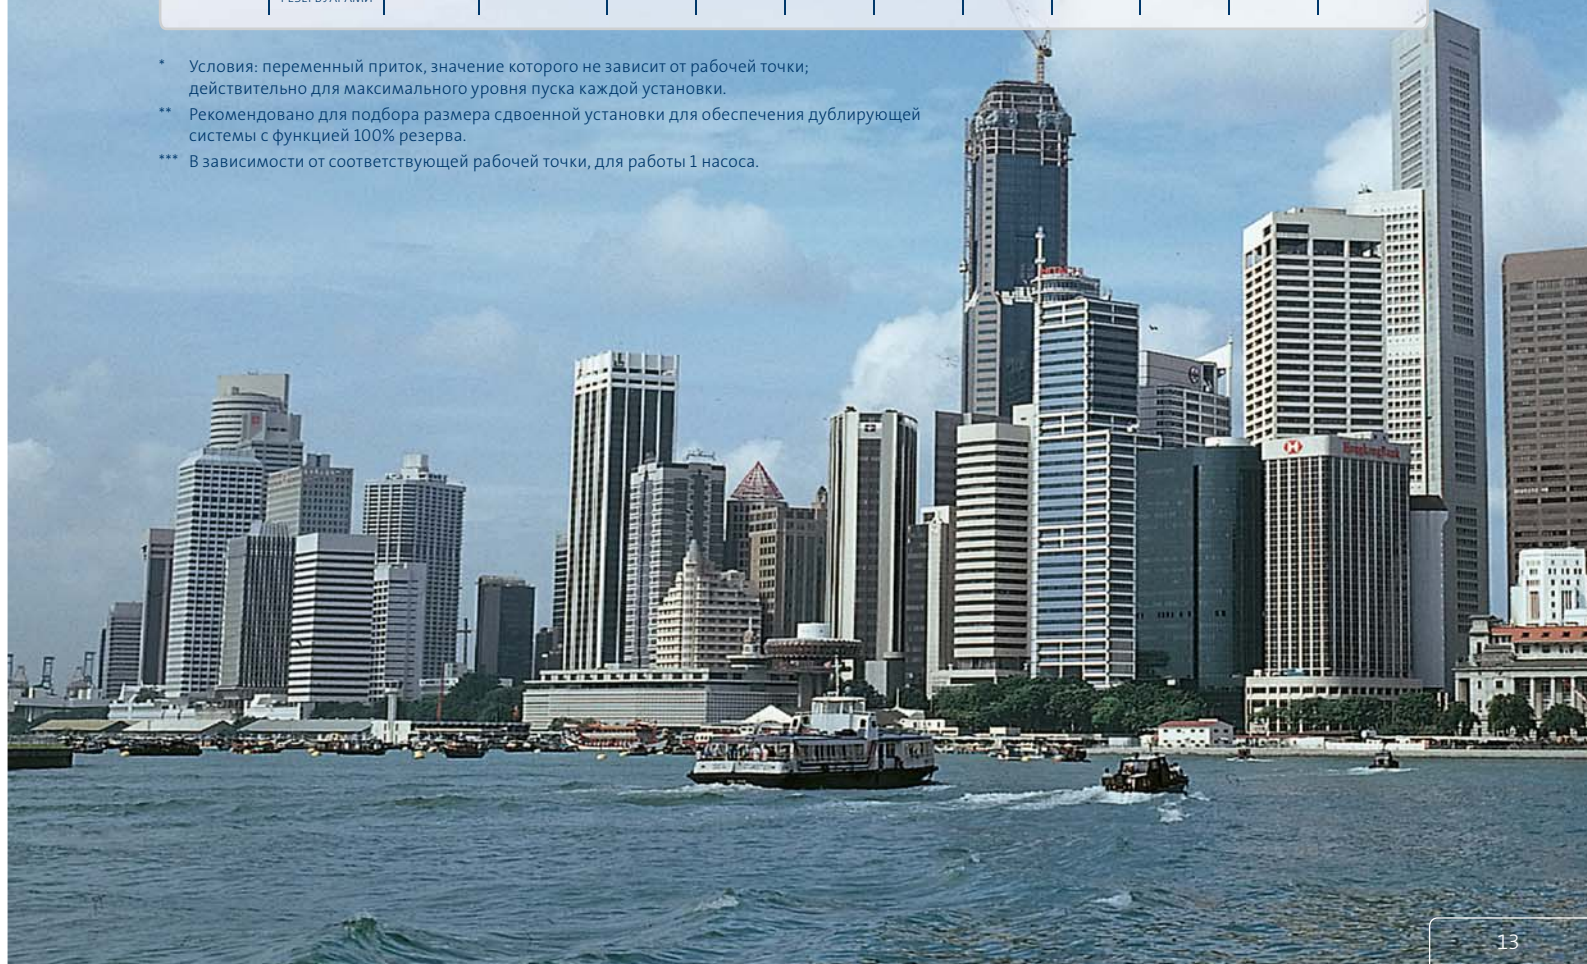 * Условия: переменный приток, значение которого не зависит от рабочей точки;
действительно для максимального уровня пуска каждой установки.
** Рекомендовано для подбора размера сдвоенной установки для обеспечения дублирующей
системы с функцией 100% резерва.
*** В зависимости от соответствующей рабочей точки, для работы 1 насоса.
HongkongBank
13